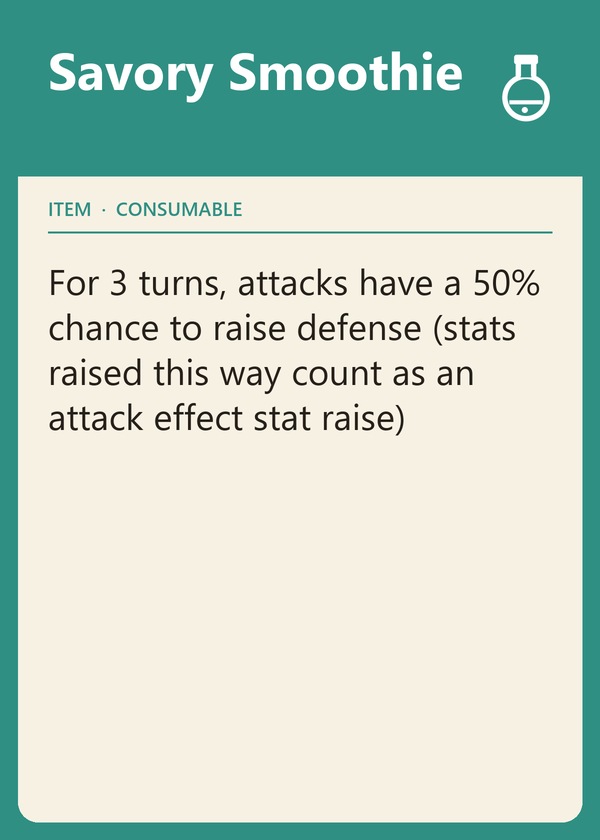 Savory Smoothie
ITEM · CONSUMABLE
For 3 turns, attacks have a 50%
chance to raise defense (stats
raised this way count as an
attack effect stat raise)